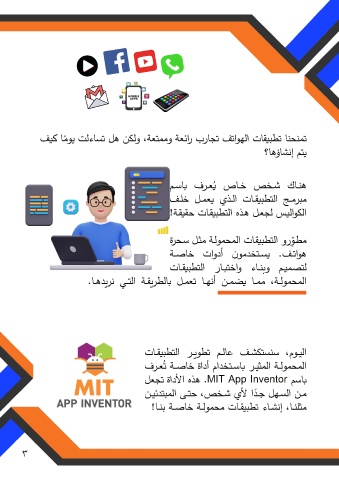 تمنحنا تطبيقات الهواتف تجارب رائعة وممتعة، ولكن هل تساءلت يومًا كيف
يتم إنشاؤها؟
هناك شخص خاص يُعرف باسم
مبرمج التطبيقات الذي يعمل خلف
الكواليس لجعل هذه التطبيقات حقيقة!
مطوّرو التطبيقات المحمولة مثل سحرة
هواتف. يستخدمون أدوات خاصة
لتصميم وبناء واختبار التطبيقات
المحمولة، مما يضمن أنها تعمل بالطريقة التي نريدها.
اليوم، سنستكشف عالم تطوير التطبيقات
المحمولة المثير باستخدام أداة خاصة تُعرف
باسم MIT App Inventor. هذه الأداة تجعل
من السهل جدًا لأي شخص، حتى المبتدئين
مثلنا، إنشاء تطبيقات محمولة خاصة بنا!
MIT
APP INVENTOR
٣